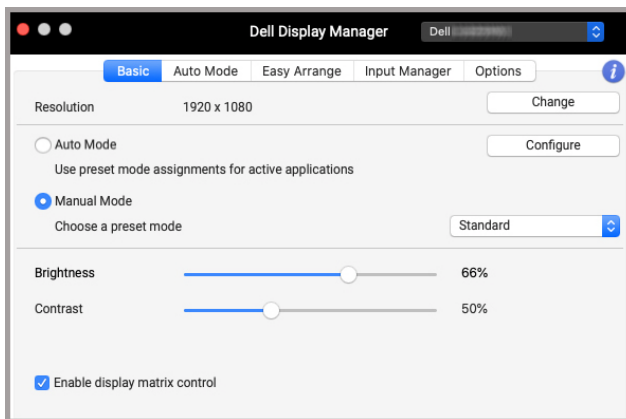 Dell Display Manager
Dell
Basic Auto Mode Easy Arrange Input Manager Options i
Resolution 1920 x 1080 Change
Auto Mode Configure
Use preset mode assignments for active applications
Manual Mode
Choose a preset mode Standard
Brightness 66%
Contrast 50%
Enable display matrix control